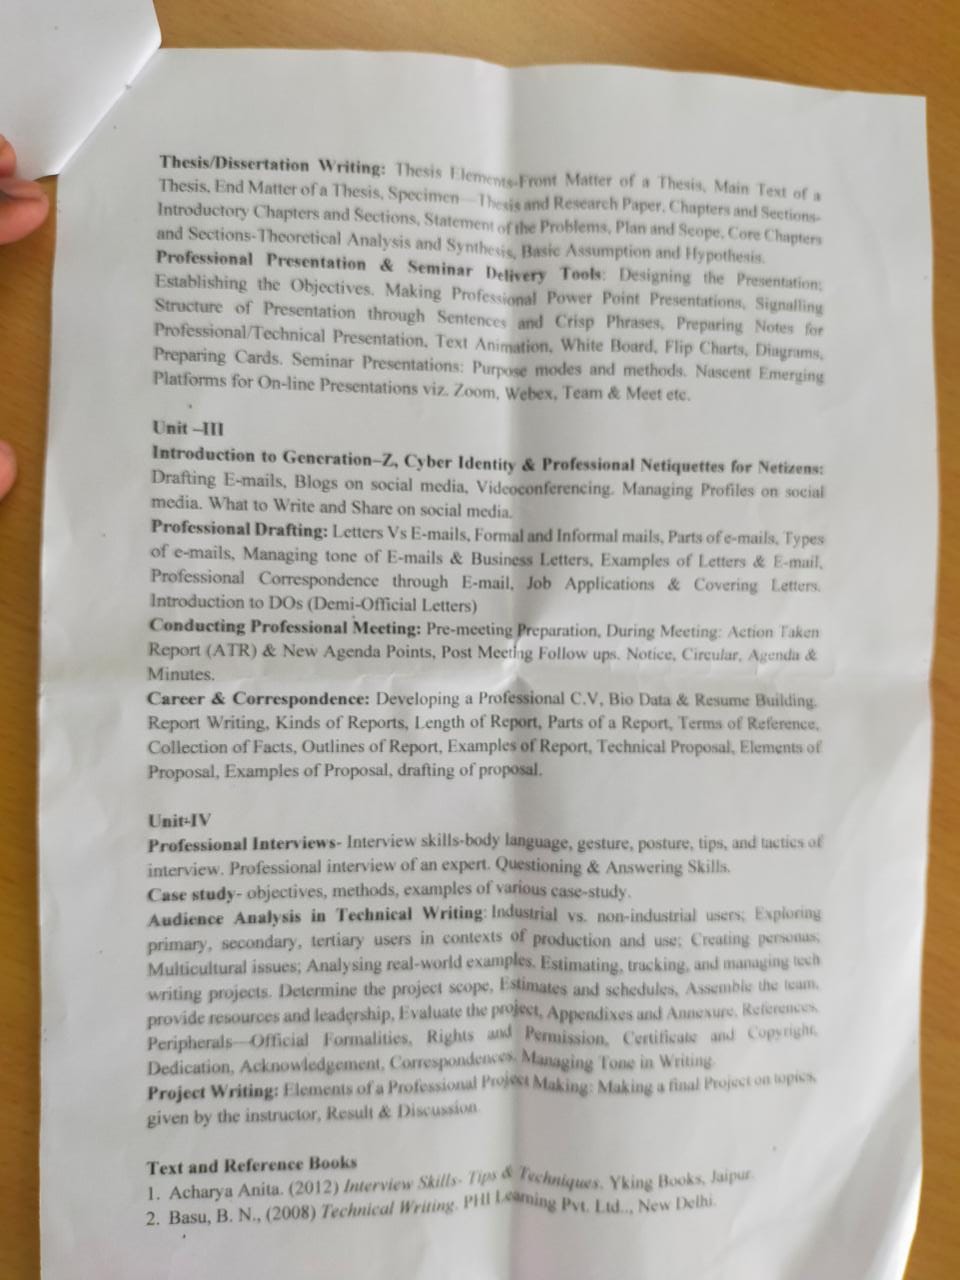 Thesis/Dissertation Writing: Thesis Elements-Front Matter of a Thesis, Main Text of a
Thesis, End Matter of a Thesis, Specimen—Thesis and Research Paper, Chapters and Sections-
Introductory Chapters and Sections, Statement of the Problems, Plan and Scope, Core Chapters
and Sections-Theoretical Analysis and Synthesis, Basic Assumption and Hypothesis.
Professional Presentation & Seminar Delivery Tools: Designing the Presentation;
Establishing the Objectives. Making Professional Power Point Presentations, Signalling
Structure of Presentation through Sentences and Crisp Phrases, Preparing Notes for
Professional/Technical Presentation, Text Animation, White Board, Flip Charts, Diagrams,
Preparing Cards. Seminar Presentations: Purpose modes and methods. Nascent Emerging
Platforms for On-line Presentations viz. Zoom, Webex, Team & Meet etc.
Unit –III
Introduction to Generation–Z, Cyber Identity & Professional Netiquettes for Netizens:
Drafting E-mails, Blogs on social media, Videoconferencing. Managing Profiles on social
media. What to Write and Share on social media.
Professional Drafting: Letters Vs E-mails, Formal and Informal mails, Parts of e-mails, Types
of e-mails, Managing tone of E-mails & Business Letters, Examples of Letters & E-mail,
Professional Correspondence through E-mail, Job Applications & Covering Letters.
Introduction to DOs (Demi-Official Letters)
Conducting Professional Meeting: Pre-meeting Preparation, During Meeting: Action Taken
Report (ATR) & New Agenda Points, Post Meeting Follow ups. Notice, Circular, Agenda &
Minutes.
Career & Correspondence: Developing a Professional C.V, Bio Data & Resume Building.
Report Writing, Kinds of Reports, Length of Report, Parts of a Report, Terms of Reference,
Collection of Facts, Outlines of Report, Examples of Report, Technical Proposal, Elements of
Proposal, Examples of Proposal, drafting of proposal.
Unit-IV
Professional Interviews- Interview skills-body language, gesture, posture, tips, and tactics of
interview. Professional interview of an expert. Questioning & Answering Skills.
Case study- objectives, methods, examples of various case-study.
Audience Analysis in Technical Writing: Industrial vs. non-industrial users; Exploring
primary, secondary, tertiary users in contexts of production and use; Creating personas;
Multicultural issues; Analysing real-world examples. Estimating, tracking, and managing tech
writing projects. Determine the project scope, Estimates and schedules, Assemble the team,
provide resources and leadership, Evaluate the project, Appendixes and Annexure. References,
Peripherals—Official Formalities, Rights and Permission, Certificate and Copyright,
Dedication, Acknowledgement, Correspondences. Managing Tone in Writing.
Project Writing: Elements of a Professional Project Making: Making a final Project on topics,
given by the instructor, Result & Discussion.
Text and Reference Books
1. Acharya Anita. (2012) Interview Skills- Tips & Techniques. Yking Books, Jaipur.
2. Basu, B. N., (2008) Technical Writing. PHI Learning Pvt. Ltd.., New Delhi.